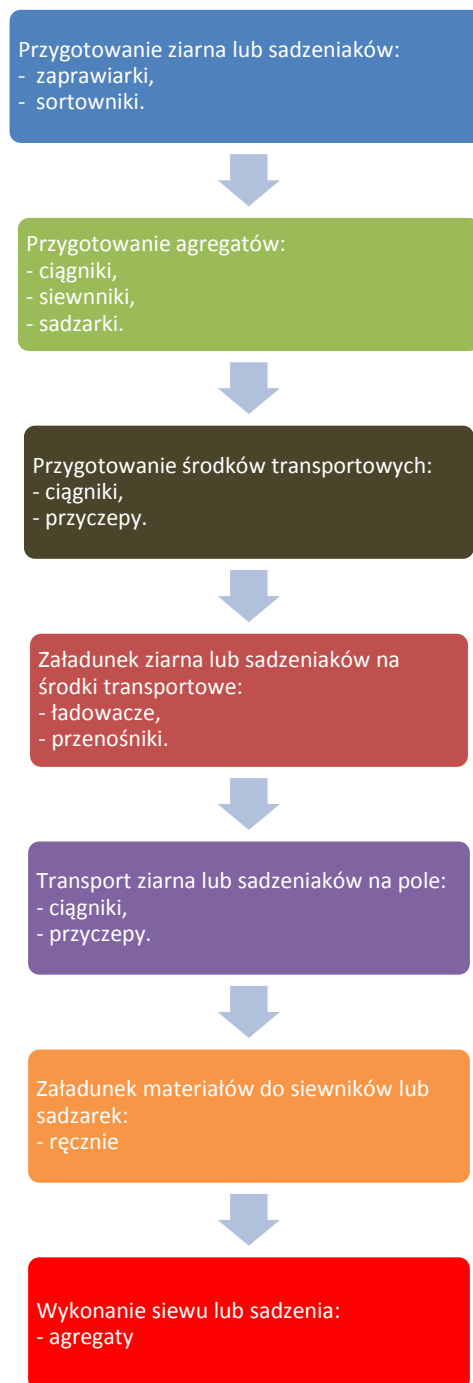 Przygotowanie ziarna lub sadzeniaków:
- zaprawiarki,
- sortowniki.
Przygotowanie agregatów:
- ciągniki,
- siewnniki,
- sadzarki.
Przygotowanie środków transportowych:
- ciągniki,
- przyczepy.
Załadunek ziarna lub sadzeniaków na
środki transportowe:
- ładowacze,
- przenośniki.
Transport ziarna lub sadzeniaków na pole:
- ciągniki,
- przyczepy.
Załadunek materiałów do siewników lub
sadzarek:
- ręcznie
Wykonanie siewu lub sadzenia:
- agregaty